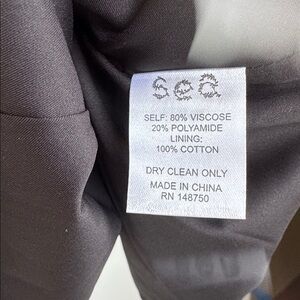 sea
SELF: 80% VISCOSE
20% POLYAMIDE
LINING:
100% COTTON
DRY CLEAN ONLY
MADE IN CHINA
RN 148750